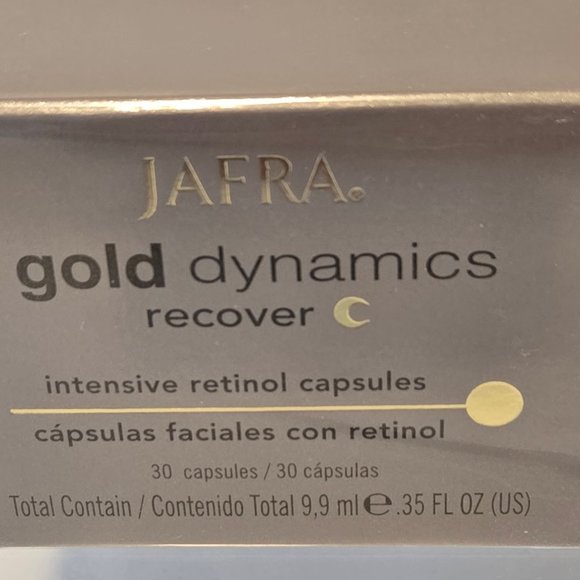 JAFRA®
gold dynamics
recover
intensive retinol capsules
cápsulas faciales con retinol
30 capsules / 30 cápsulas
Total Contain / Contenido Total 9,9 ml ℮ .35 FL OZ (US)